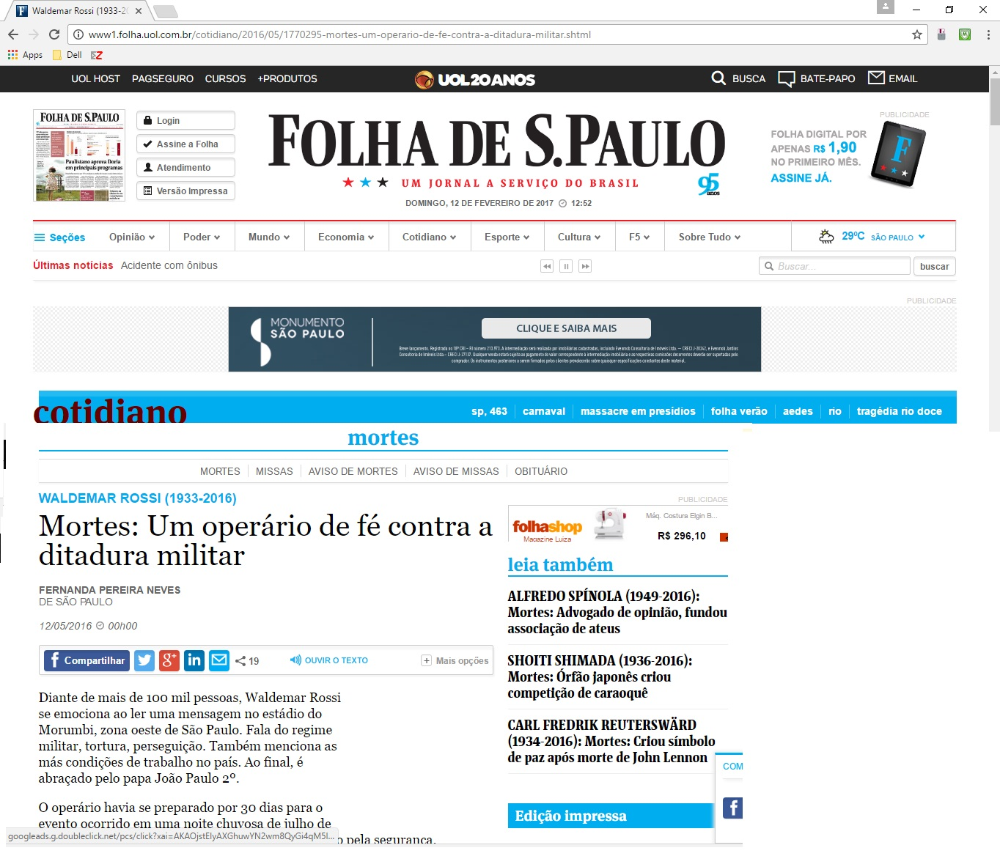 Waldemar Rossi (1933-20
www1.folha.uol.com.br/cotidiano/2016/05/1770295-mortes-um-operario-de-fe-contra-a-ditadura-militar.shtml
Apps Dell
UOL HOST PAGSEGURO CURSOS +PRODUTOS UOL20ANOS BUSCA BATE-PAPO EMAIL
FOLHA DE S.PAULO
Paulistano aprova Doria
em principais programas
Login
Assine a Folha
Atendimento
Versão Impressa
FOLHA DE S.PAULO
★ ★ ★ UM JORNAL A SERVIÇO DO BRASIL
95 anos
DOMINGO, 12 DE FEVEREIRO DE 2017 12:52
PUBLICIDADE
FOLHA DIGITAL POR
APENAS R$ 1,90
NO PRIMEIRO MÊS.
ASSINE JÁ.
F
Seções Opinião Poder Mundo Economia Cotidiano Esporte Cultura F5 Sobre Tudo 29ºC SÃO PAULO
Últimas notícias Acidente com ônibus Buscar... buscar
PUBLICIDADE
MONUMENTO
SÃO PAULO
CLIQUE E SAIBA MAIS
cotidiano sp, 463 carnaval massacre em presídios folha verão aedes rio tragédia rio doce
mortes
MORTES MISSAS AVISO DE MORTES AVISO DE MISSAS OBITUÁRIO
WALDEMAR ROSSI (1933-2016)
Mortes: Um operário de fé contra a
ditadura militar
FERNANDA PEREIRA NEVES
DE SÃO PAULO
12/05/2016 00h00
Compartilhar 19 OUVIR O TEXTO + Mais opções
Diante de mais de 100 mil pessoas, Waldemar Rossi
se emociona ao ler uma mensagem no estádio do
Morumbi, zona oeste de São Paulo. Fala do regime
militar, tortura, perseguição. Também menciona as
más condições de trabalho no país. Ao final, é
abraçado pelo papa João Paulo 2º.
O operário havia se preparado por 30 dias para o
evento ocorrido em uma noite chuvosa de julho de
o pela segurança.
PUBLICIDADE
folhashop
Magazine Luiza
Máq. Costura Elgin B...
R$ 296,10
leia também
ALFREDO SPÍNOLA (1949-2016):
Mortes: Advogado de opinião, fundou
associação de ateus
SHOITI SHIMADA (1936-2016):
Mortes: Órfão japonês criou
competição de caraoquê
CARL FREDRIK REUTERSWÄRD
(1934-2016): Mortes: Criou símbolo
de paz após morte de John Lennon
COM
Edição impressa
googleads.g.doubleclick.net/pcs/click?xai=AKAOjstElyAXGhuwYN2wm8QyGi4qM5l...